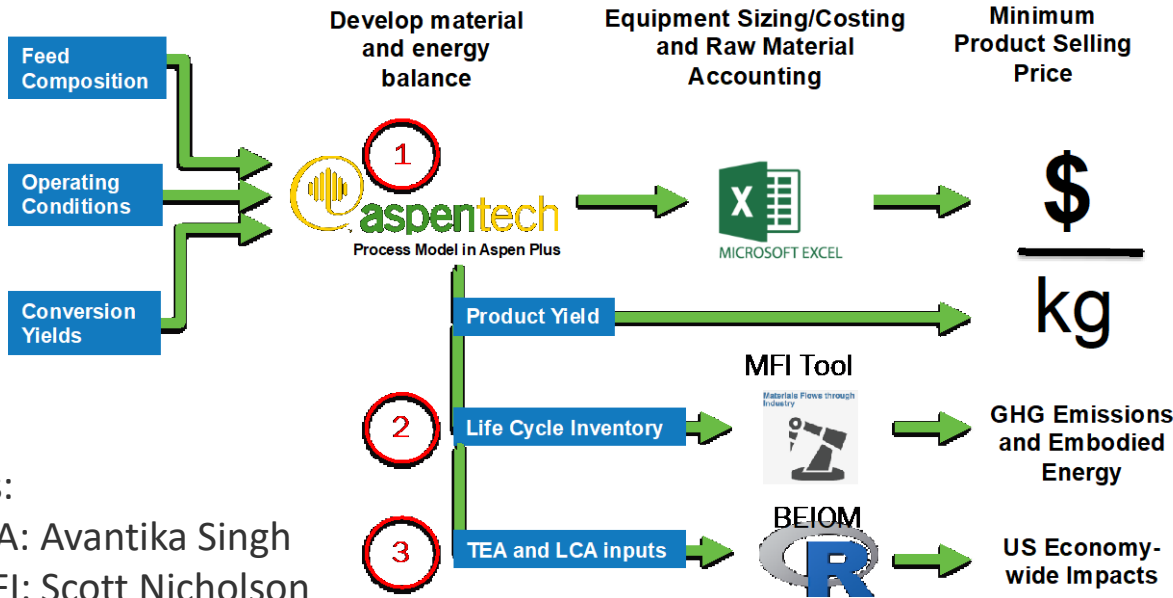 Develop material
and energy
balance
Equipment Sizing/Costing
and Raw Material
Accounting
Minimum
Product Selling
Price
Feed
Composition
Operating
Conditions
Conversion
Yields
1
aspentech
Process Model in Aspen Plus
X
MICROSOFT EXCEL
$
kg
Product Yield
MFI Tool
Materials Flows through
Industry
2
Life Cycle Inventory
GHG Emissions
and Embodied
Energy
BEIOM
3
TEA and LCA inputs
R
US Economy-
wide Impacts
s:
A: Avantika Singh
FI: Scott Nicholson